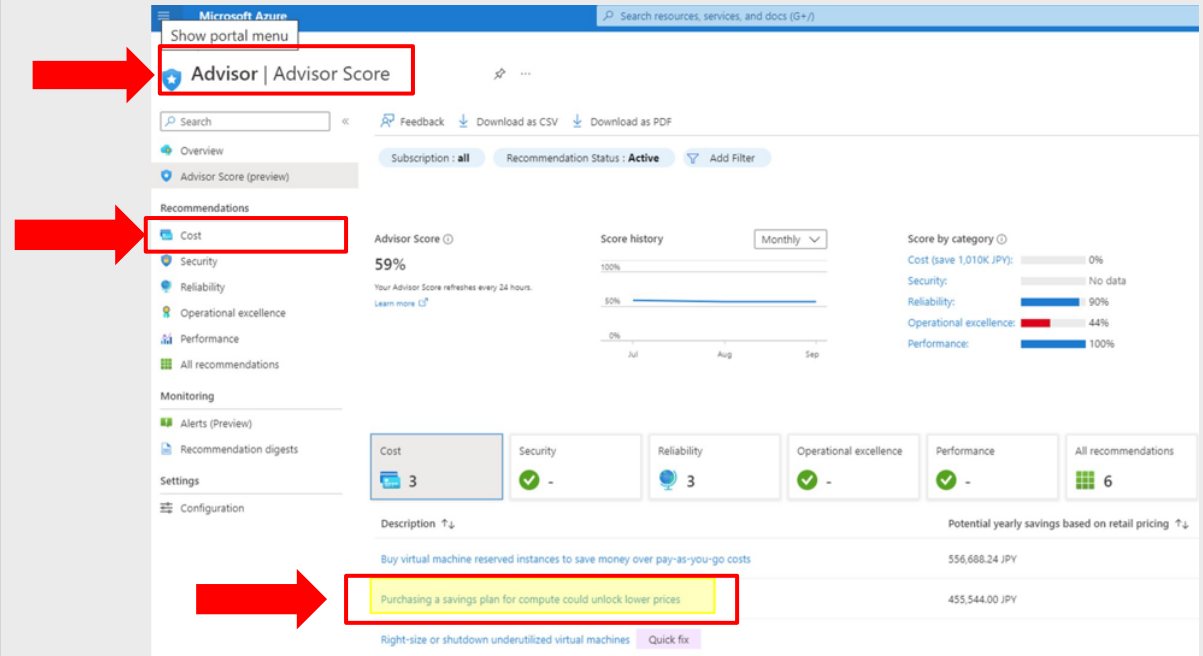 Microsoft Azure
Search resources, services, and docs (G+/)
Show portal menu
Advisor | Advisor Score
...
Search
«
Feedback
Download as CSV
Download as PDF
Overview
Subscription : all
Recommendation Status : Active
Add Filter
Advisor Score (preview)
Recommendations
Cost
Security
Reliability
Operational excellence
Performance
All recommendations
Monitoring
Alerts (Preview)
Recommendation digests
Settings
Configuration
Advisor Score
59%
Your Advisor Score refreshes every 24 hours.
Learn more
Score history
Monthly
100%
50%
0%
Jul Aug Sep
Score by category
Cost (save 1,010K JPY): 0%
Security: No data
Reliability: 90%
Operational excellence: 44%
Performance: 100%
Cost
3
Security
-
Reliability
3
Operational excellence
-
Performance
-
All recommendations
6
Description ↑↓ Potential yearly savings based on retail pricing ↑↓
Buy virtual machine reserved instances to save money over pay-as-you-go costs 556,688.24 JPY
Purchasing a savings plan for compute could unlock lower prices 455,544.00 JPY
Right-size or shutdown underutilized virtual machines Quick fix